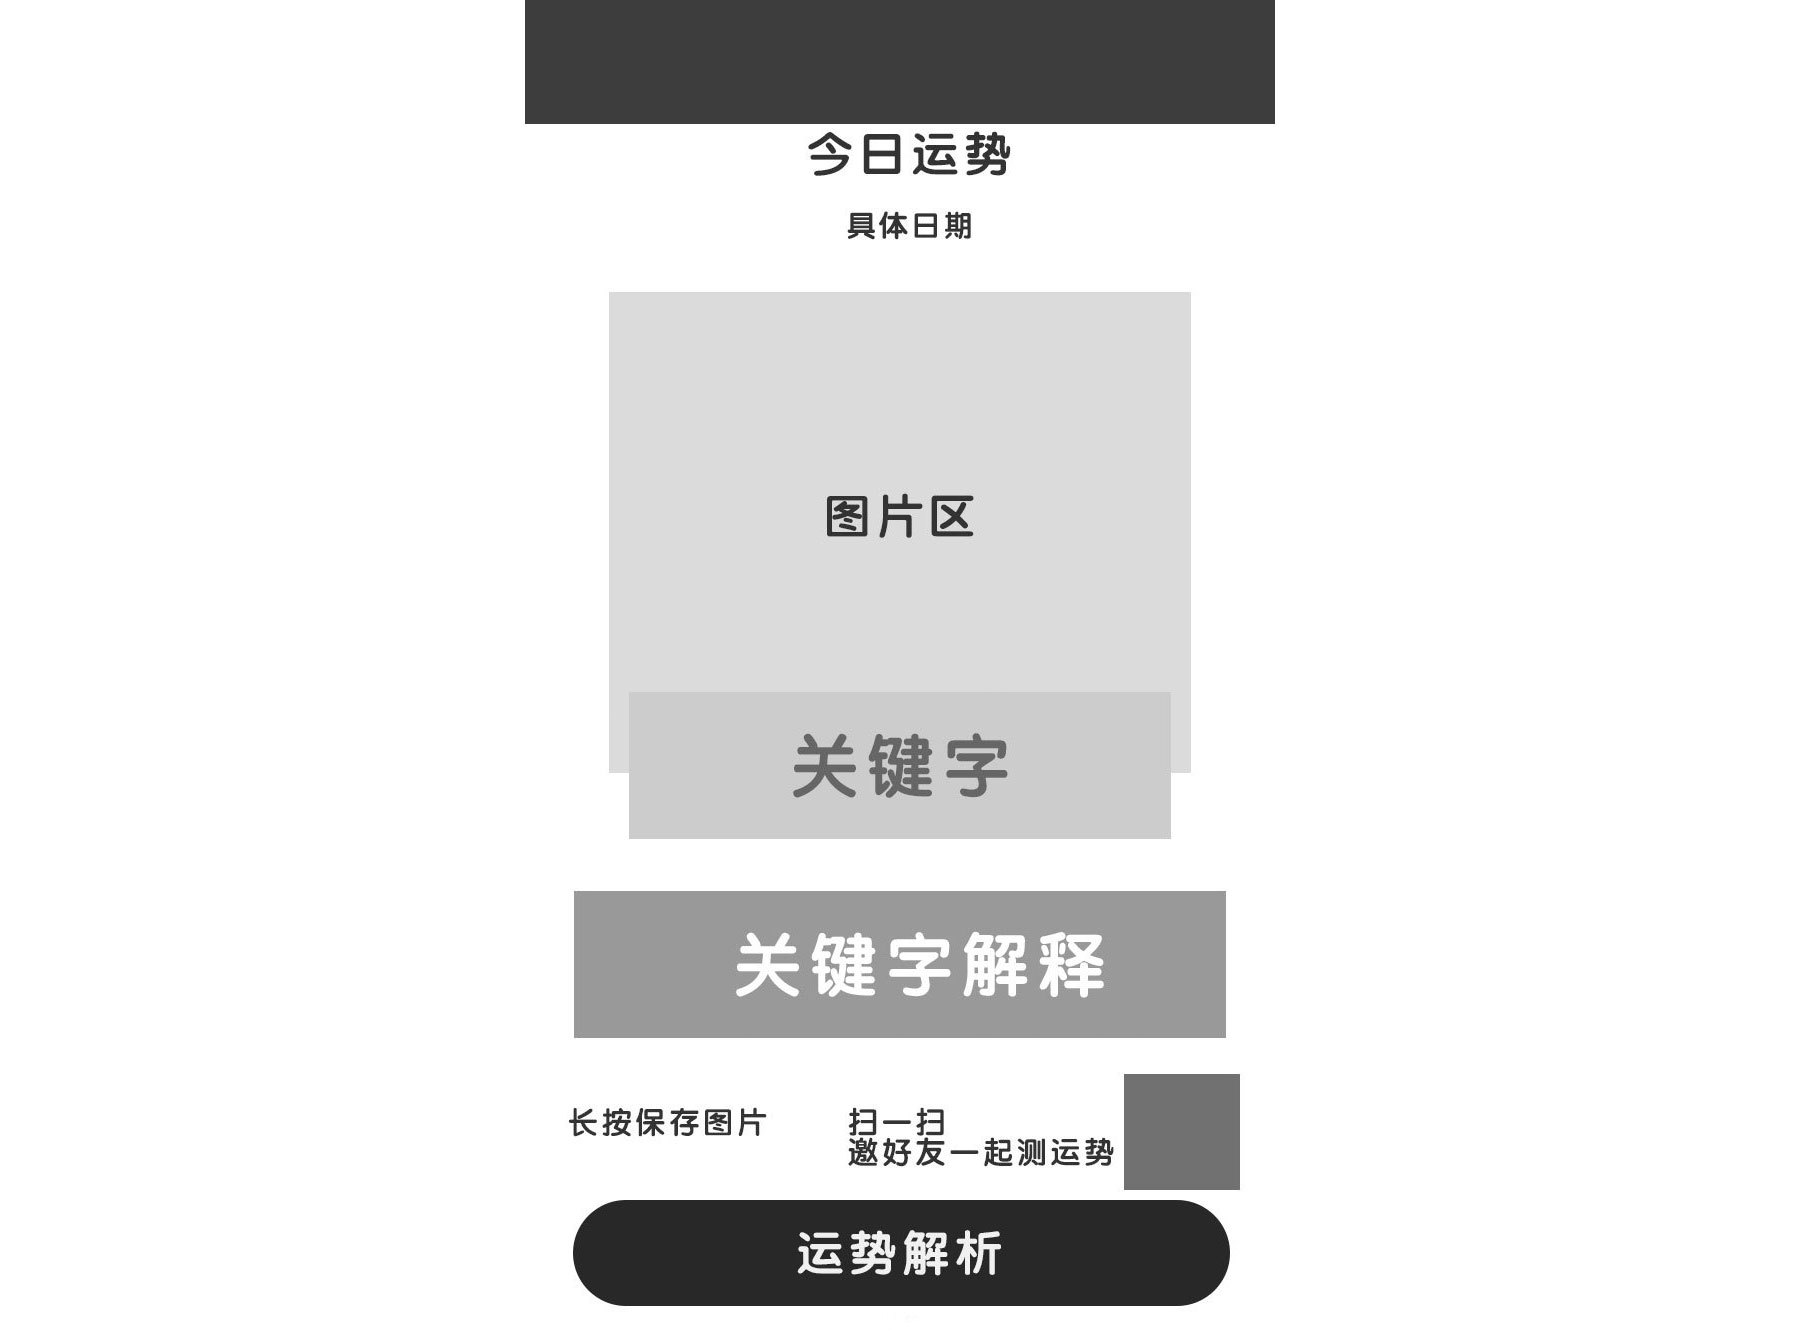 今日运势
具体日期
图片区
关键字
关键字解释
长按保存图片
扫一扫
邀好友一起测运势
运势解析